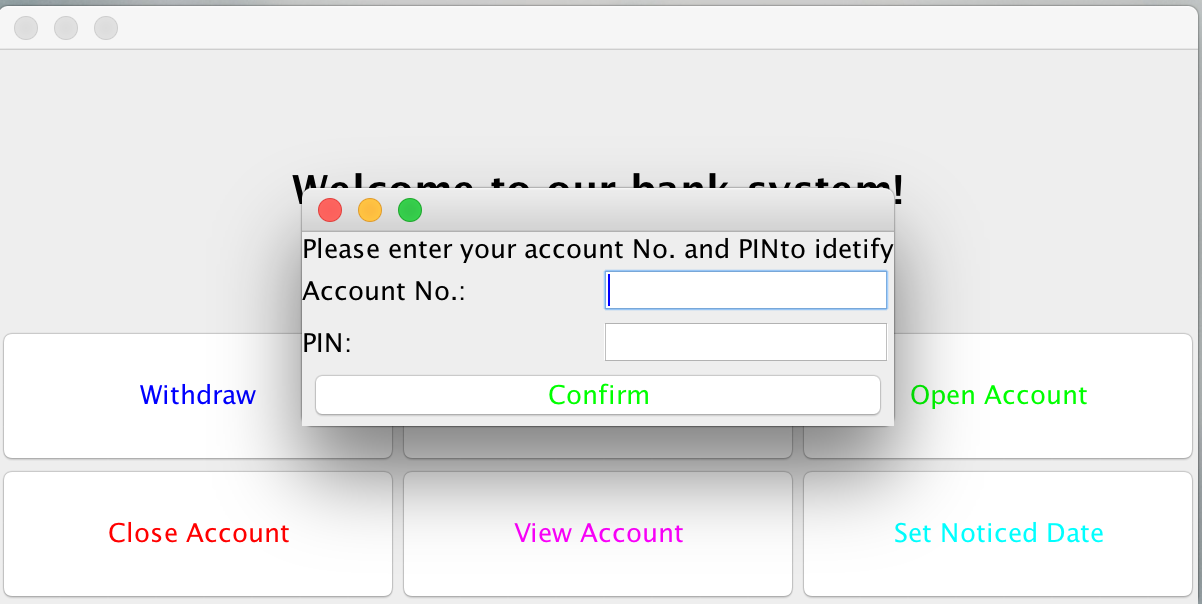 Welcome to our bank system!
Please enter your account No. and PINto idetify
Account No.:
PIN:
Confirm
Withdraw
Open Account
Close Account
View Account
Set Noticed Date